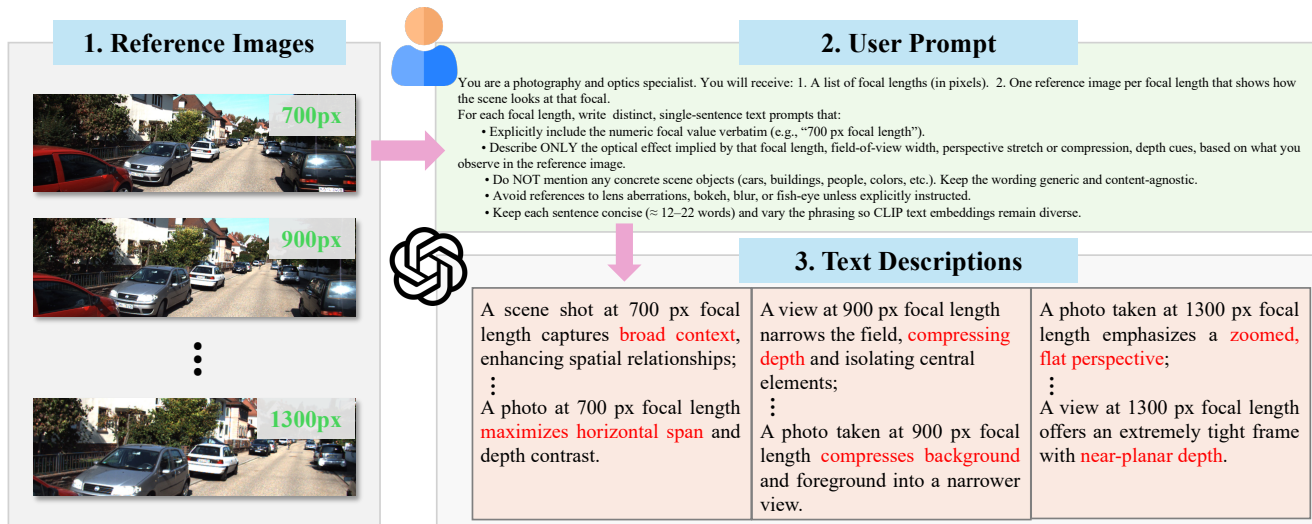 1. Reference Images
700px
900px
1300px
2. User Prompt
You are a photography and optics specialist. You will receive: 1. A list of focal lengths (in pixels). 2. One reference image per focal length that shows how
the scene looks at that focal.
For each focal length, write distinct, single-sentence text prompts that:
• Explicitly include the numeric focal value verbatim (e.g., “700 px focal length”).
• Describe ONLY the optical effect implied by that focal length, field-of-view width, perspective stretch or compression, depth cues, based on what you
observe in the reference image.
• Do NOT mention any concrete scene objects (cars, buildings, people, colors, etc.). Keep the wording generic and content-agnostic.
• Avoid references to lens aberrations, bokeh, blur, or fish-eye unless explicitly instructed.
• Keep each sentence concise (≈ 12–22 words) and vary the phrasing so CLIP text embeddings remain diverse.
3. Text Descriptions
A scene shot at 700 px focal
length captures broad context,
enhancing spatial relationships;
A photo at 700 px focal length
maximizes horizontal span and
depth contrast.
A view at 900 px focal length
narrows the field, compressing
depth and isolating central
elements;
A photo taken at 900 px focal
length compresses background
and foreground into a narrower
view.
A photo taken at 1300 px focal
length emphasizes a zoomed,
flat perspective;
A view at 1300 px focal length
offers an extremely tight frame
with near-planar depth.